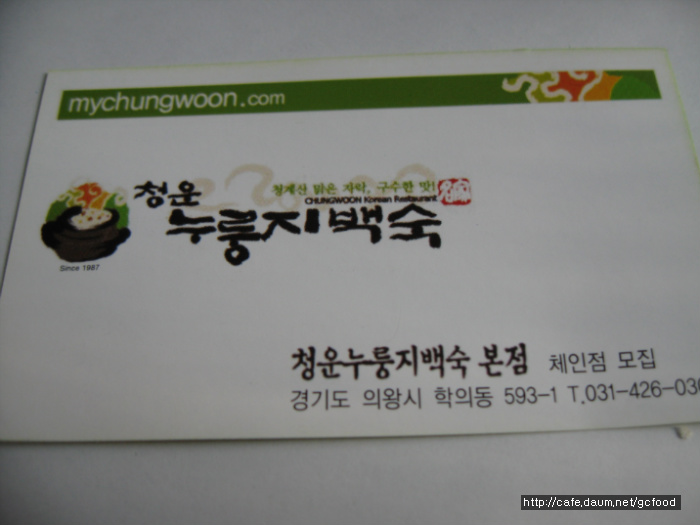 mychungwoon.com
청계산 맑은 자락, 구수한 맛!
CHUNGWOON Korean Restaurant
청운
누룽지백숙
Since 1987
청운누룽지백숙 본점 체인점 모집
경기도 의왕시 학의동 593-1 T.031-426-030
http://cafe.daum.net/gcfood